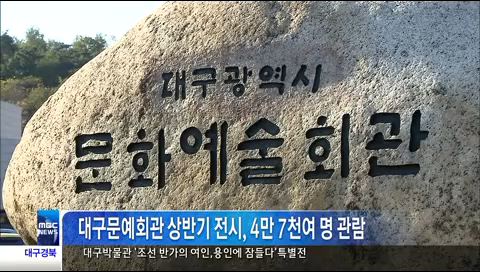 대구광역시
문화예술회관
mbc
NEWS
대구문예회관 상반기 전시, 4만 7천여 명 관람
대구경북
대구박물관 '조선 반가의 여인, 용인에 잠들다' 특별전